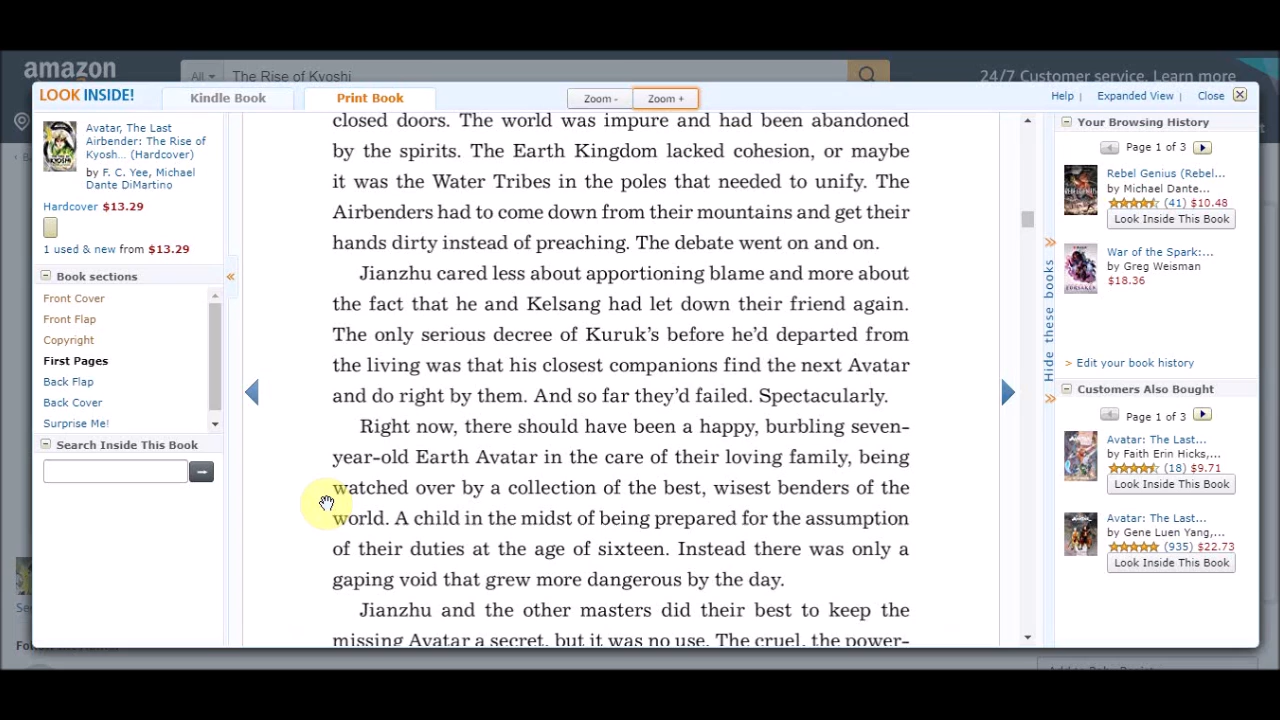 amazon
All
The Rise of Kyoshi
24/7 Customer service. Learn more
LOOK INSIDE!
Kindle Book
Print Book
Zoom -
Zoom +
Help |
Expanded View |
Close
Avatar, The Last
Airbender: The Rise of
Kyosh... (Hardcover)
by F. C. Yee, Michael
Dante DiMartino
Hardcover $13.29
1 used & new from $13.29
Book sections
Front Cover
Front Flap
Copyright
First Pages
Back Flap
Back Cover
Surprise Me!
Search Inside This Book
closed doors. The world was impure and had been abandoned
by the spirits. The Earth Kingdom lacked cohesion, or maybe
it was the Water Tribes in the poles that needed to unify. The
Airbenders had to come down from their mountains and get their
hands dirty instead of preaching. The debate went on and on.
Jianzhu cared less about apportioning blame and more about
the fact that he and Kelsang had let down their friend again.
The only serious decree of Kuruk's before he'd departed from
the living was that his closest companions find the next Avatar
and do right by them. And so far they'd failed. Spectacularly.
Right now, there should have been a happy, burbling seven-
year-old Earth Avatar in the care of their loving family, being
watched over by a collection of the best, wisest benders of the
world. A child in the midst of being prepared for the assumption
of their duties at the age of sixteen. Instead there was only a
gaping void that grew more dangerous by the day.
Jianzhu and the other masters did their best to keep the
missing Avatar a secret, but it was no use. The cruel, the power-
Hide these books
Your Browsing History
Page 1 of 3
Rebel Genius (Rebel...
by Michael Dante...
(41) $10.48
Look Inside This Book
War of the Spark:...
by Greg Weisman
$18.36
> Edit your book history
Customers Also Bought
Page 1 of 3
Avatar: The Last...
by Faith Erin Hicks,...
(18) $9.71
Look Inside This Book
Avatar: The Last...
by Gene Luen Yang,...
(935) $22.73
Look Inside This Book